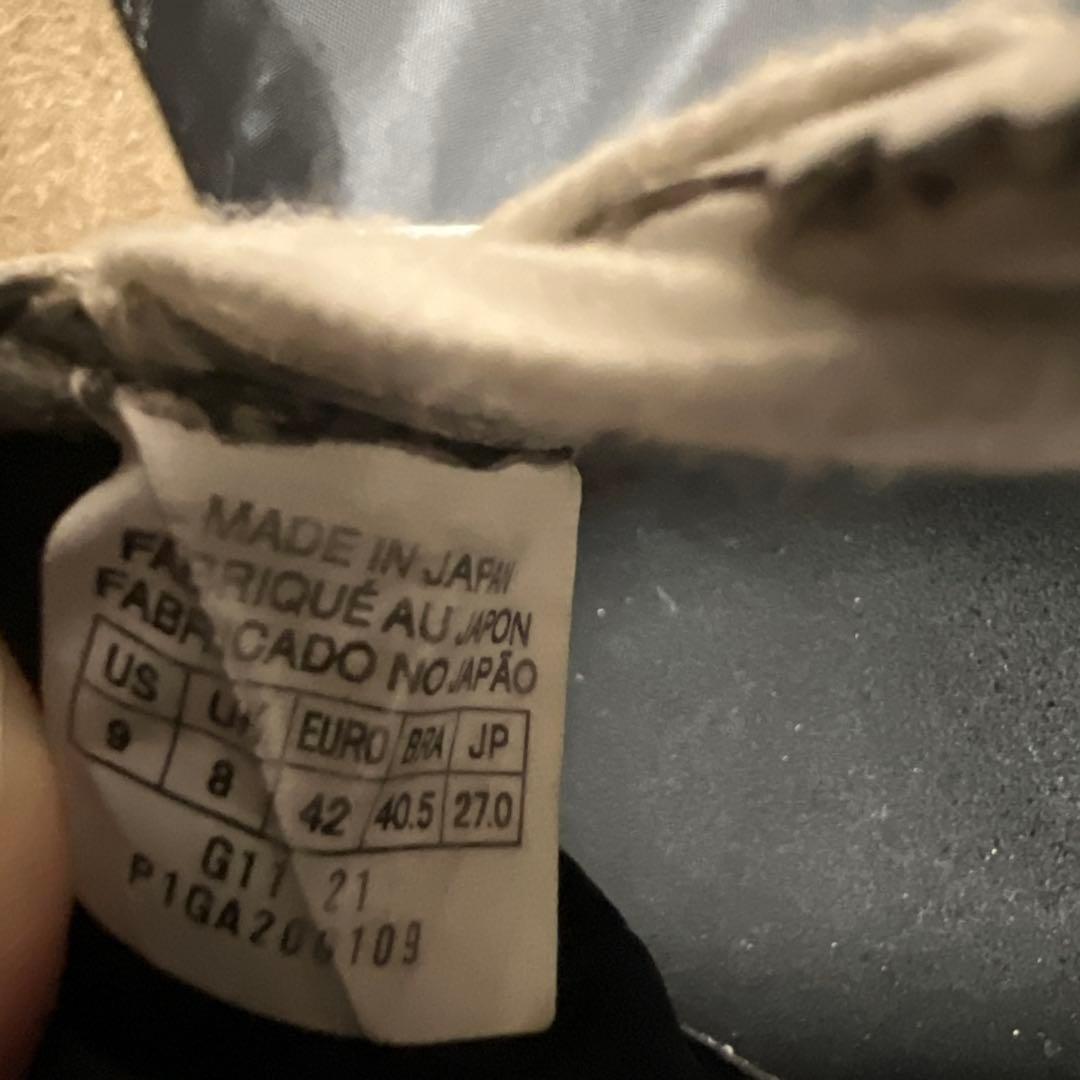 MADE IN JAPAN
FABRIQUÉ AU JAPON
FABRICADO NO JAPÃO
US UK EURO BRA JP
9 8 42 40.5 27.0
G11 21
P1GA200109